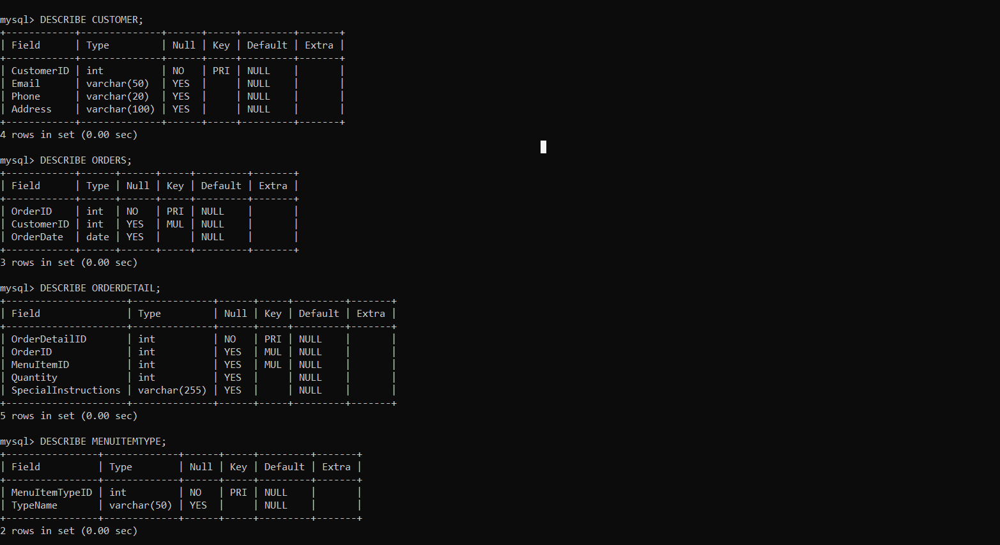 mysql> DESCRIBE CUSTOMER;
+------------+--------------+------+-----+---------+-------+
| Field      | Type         | Null | Key | Default | Extra |
+------------+--------------+------+-----+---------+-------+
| CustomerID | int          | NO   | PRI | NULL    |       |
| Email      | varchar(50)  | YES  |     | NULL    |       |
| Phone      | varchar(20)  | YES  |     | NULL    |       |
| Address    | varchar(100) | YES  |     | NULL    |       |
+------------+--------------+------+-----+---------+-------+
4 rows in set (0.00 sec)
mysql> DESCRIBE ORDERS;
+------------+------+------+-----+---------+-------+
| Field      | Type | Null | Key | Default | Extra |
+------------+------+------+-----+---------+-------+
| OrderID    | int  | NO   | PRI | NULL    |       |
| CustomerID | int  | YES  | MUL | NULL    |       |
| OrderDate  | date | YES  |     | NULL    |       |
+------------+------+------+-----+---------+-------+
3 rows in set (0.00 sec)
mysql> DESCRIBE ORDERDETAIL;
+---------------------+--------------+------+-----+---------+-------+
| Field               | Type         | Null | Key | Default | Extra |
+---------------------+--------------+------+-----+---------+-------+
| OrderDetailID       | int          | NO   | PRI | NULL    |       |
| OrderID             | int          | YES  | MUL | NULL    |       |
| MenuItemID          | int          | YES  | MUL | NULL    |       |
| Quantity            | int          | YES  |     | NULL    |       |
| SpecialInstructions | varchar(255) | YES  |     | NULL    |       |
+---------------------+--------------+------+-----+---------+-------+
5 rows in set (0.00 sec)
mysql> DESCRIBE MENUITEMTYPE;
+----------------+-------------+------+-----+---------+-------+
| Field          | Type        | Null | Key | Default | Extra |
+----------------+-------------+------+-----+---------+-------+
| MenuItemTypeID | int         | NO   | PRI | NULL    |       |
| TypeName       | varchar(50) | YES  |     | NULL    |       |
+----------------+-------------+------+-----+---------+-------+
2 rows in set (0.00 sec)